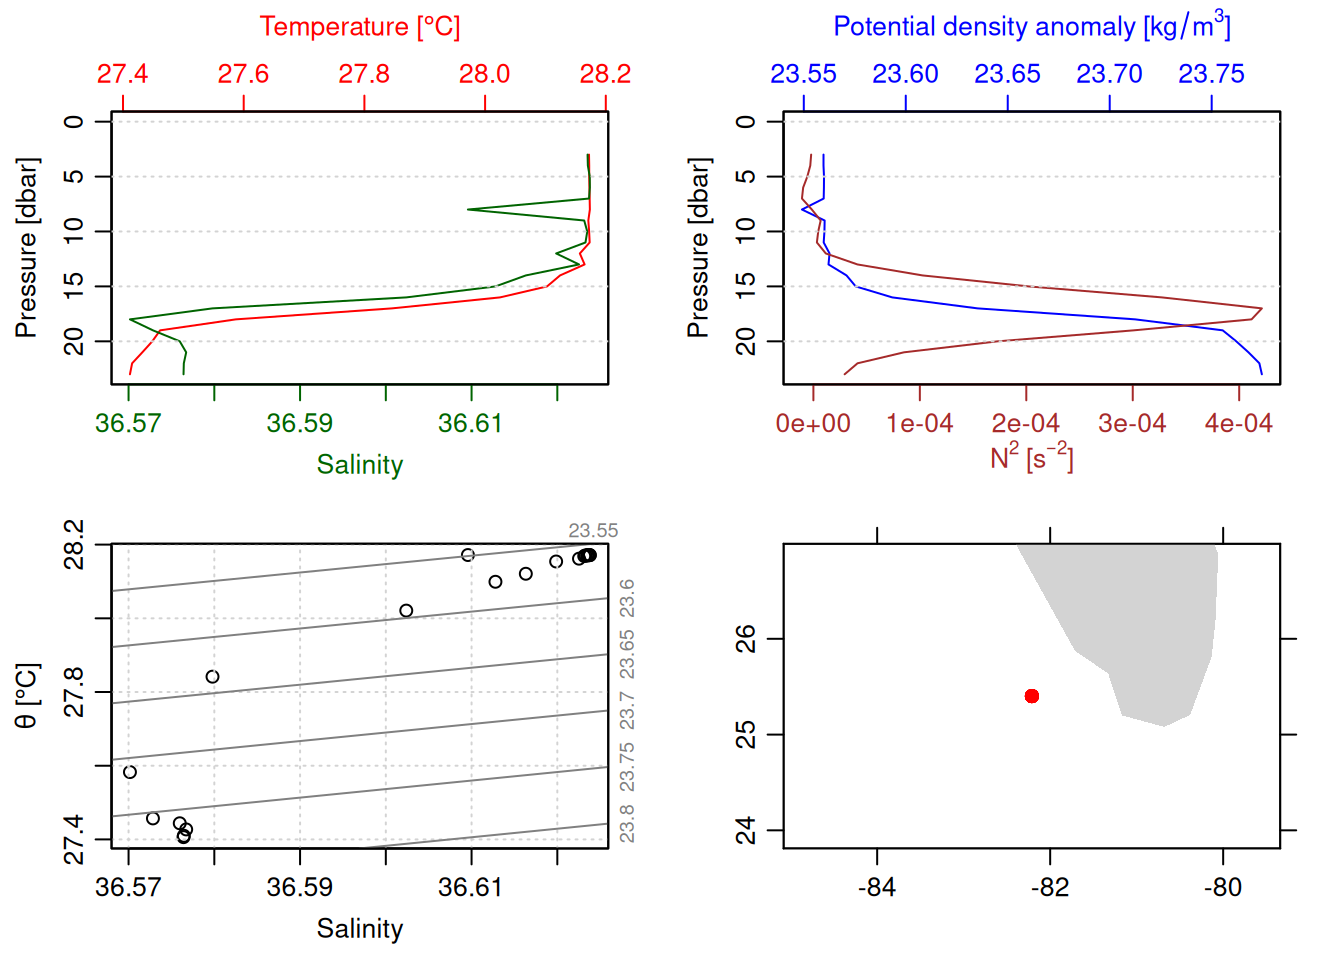 Temperature [°C]
27.4 27.6 27.8 28.0 28.2
Pressure [dbar]
0
5
10
15
20
36.57 36.59 36.61
Salinity
Potential density anomaly [kg/m³]
23.55 23.60 23.65 23.70 23.75
Pressure [dbar]
0
5
10
15
20
0e+00 1e-04 2e-04 3e-04 4e-04
N² [s⁻²]
23.55
θ [°C]
28.2
27.8
27.4
23.6
23.65
23.7
23.75
23.8
36.57 36.59 36.61
Salinity
26
25
24
-84 -82 -80